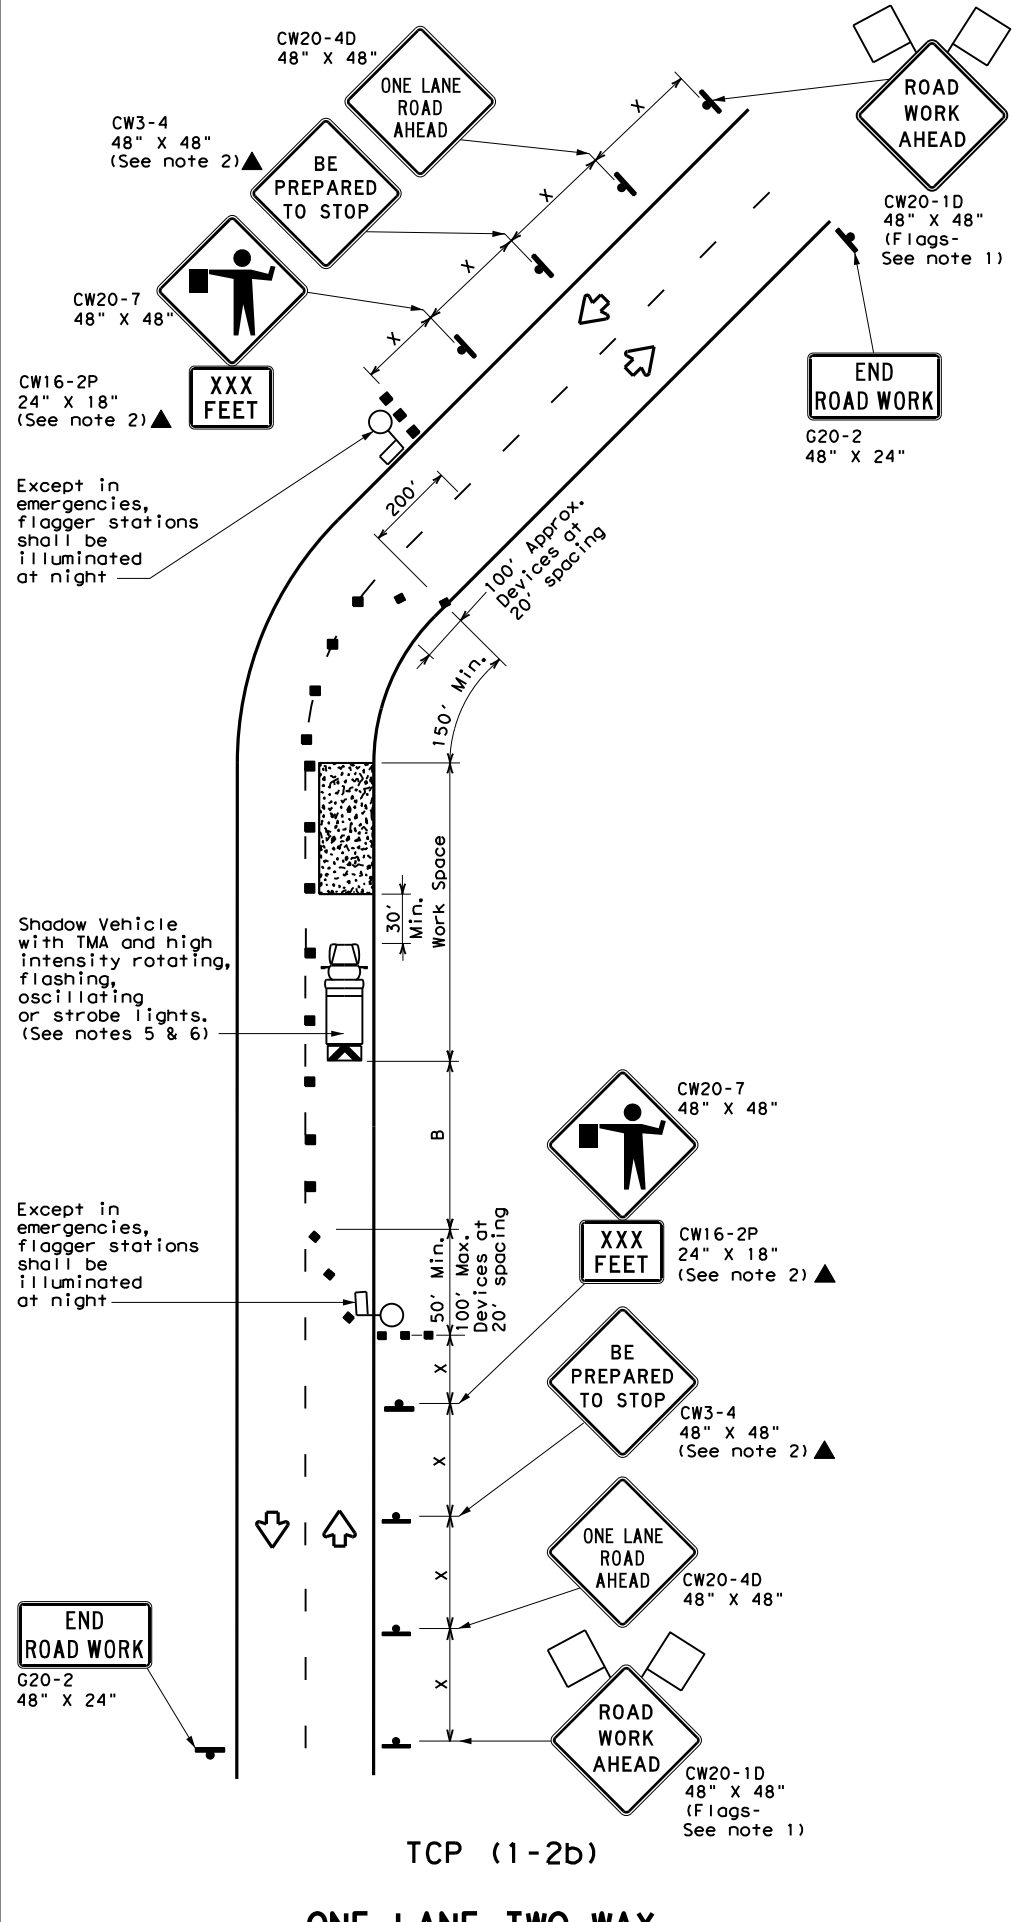 CW20-4D
48" X 48"
ONE LANE
ROAD
AHEAD
ROAD
WORK
AHEAD
CW20-1D
48" X 48"
(Flags-
See note 1)
CW3-4
48" X 48"
(See note 2)
BE
PREPARED
TO STOP
X
X
X
X
CW20-7
48" X 48"
CW16-2P
24" X 18"
(See note 2)
XXX
FEET
END
ROAD WORK
G20-2
48" X 24"
Except in
emergencies,
flagger stations
shall be
illuminated
at night
200'
100' Approx.
Devices at
20' spacing
150' Min.
Work Space
30'
Min.
Shadow Vehicle
with TMA and high
intensity rotating,
flashing,
oscillating
or strobe lights.
(See notes 5 & 6)
B
CW20-7
48" X 48"
XXX
FEET
CW16-2P
24" X 18"
(See note 2)
Except in
emergencies,
flagger stations
shall be
illuminated
at night
50' Min.
100' Max.
Devices at
20' spacing
X
BE
PREPARED
TO STOP
CW3-4
48" X 48"
(See note 2)
X
ONE LANE
ROAD
AHEAD
CW20-4D
48" X 48"
X
END
ROAD WORK
G20-2
48" X 24"
X
ROAD
WORK
AHEAD
CW20-1D
48" X 48"
(Flags-
See note 1)
TCP (1-2b)
ONE LANE TWO WAY